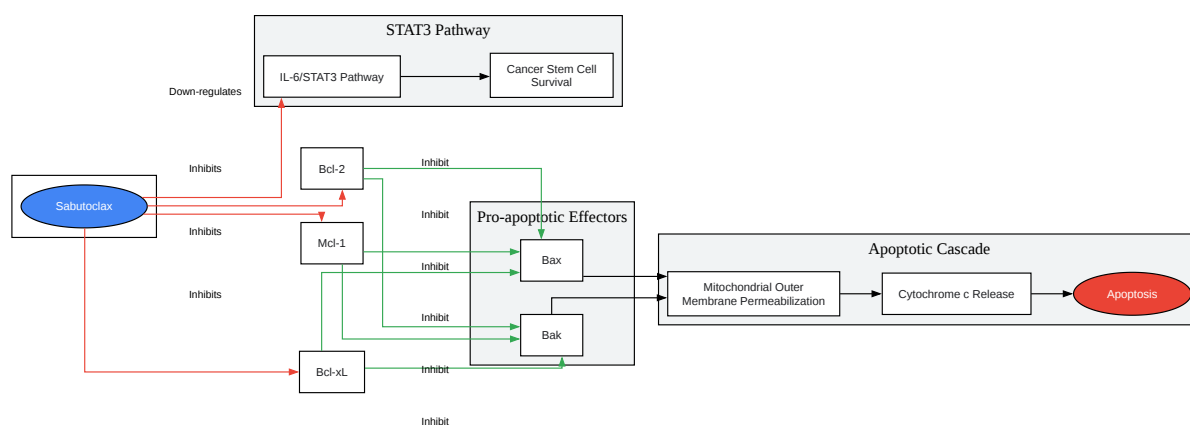 STAT3 Pathway
IL-6/STAT3 Pathway
Cancer Stem Cell
Survival
Down-regulates
Inhibits
Bcl-2
Inhibit
Sabutoclax
Inhibit
Pro-apoptotic Effectors
Inhibits
Mcl-1
Apoptotic Cascade
Bax
Inhibit
Inhibits
Mitochondrial Outer
Membrane Permeabilization
Cytochrome c Release
Apoptosis
Inhibit
Bak
Bcl-xL
Inhibit
Inhibit